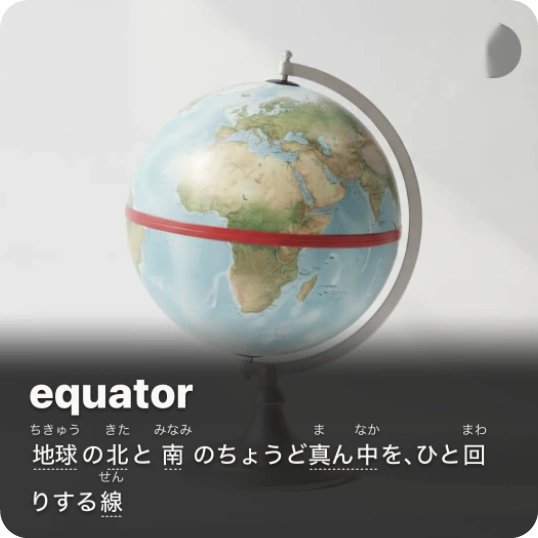 equator
ちきゅう きた みなみ ま なか まわ
地球の北と南のちょうど真ん中を、ひと回
せん
りする線